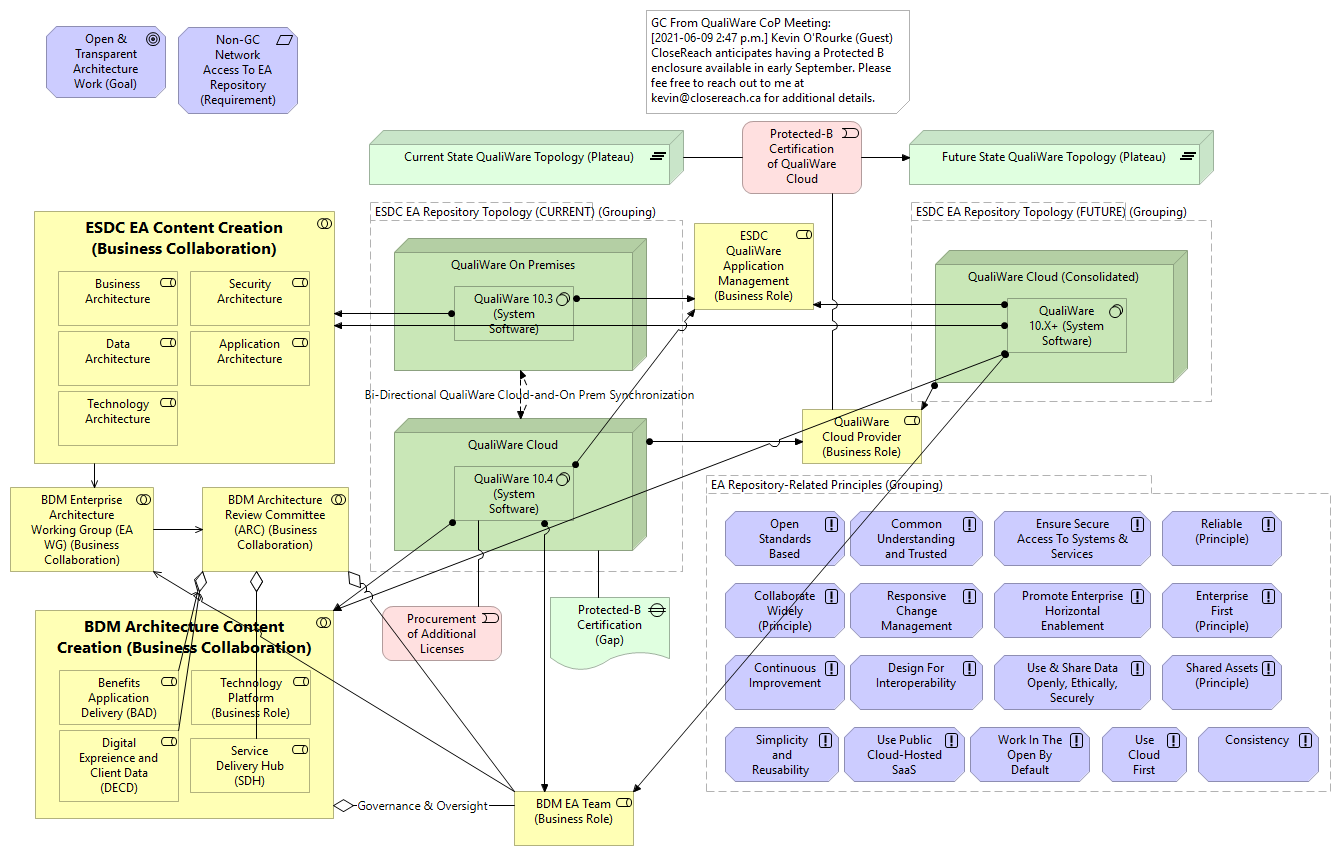 Open &
Transparent
Architecture
Work (Goal)
Non-GC
Network
Access To EA
Repository
(Requirement)
GC From QualiWare CoP Meeting:
[2021-06-09 2:47 p.m.] Kevin O'Rourke (Guest)
CloseReach anticipates having a Protected B
enclosure available in early September. Please
fee free to reach out to me at
kevin@closereach.ca for additional details.
Current State QualiWare Topology (Plateau)
Protected-B
Certification
of QualiWare
Cloud
Future State QualiWare Topology (Plateau)
ESDC EA Content Creation
(Business Collaboration)
Business
Architecture
Security
Architecture
Data
Architecture
Application
Architecture
Technology
Architecture
ESDC EA Repository Topology (CURRENT) (Grouping)
QualiWare On Premises
QualiWare 10.3
(System
Software)
Bi-Directional QualiWare Cloud-and-On Prem Synchronization
QualiWare Cloud
QualiWare 10.4
(System
Software)
ESDC
QualiWare
Application
Management
(Business Role)
ESDC EA Repository Topology (FUTURE) (Grouping)
QualiWare Cloud (Consolidated)
QualiWare
10.X+ (System
Software)
QualiWare
Cloud Provider
(Business Role)
BDM Enterprise
Architecture
Working Group (EA
WG) (Business
Collaboration)
BDM Architecture
Review Committee
(ARC) (Business
Collaboration)
BDM Architecture Content
Creation (Business Collaboration)
Benefits
Application
Delivery (BAD)
Technology
Platform
(Business Role)
Digital
Expreience and
Client Data
(DECD)
Service
Delivery Hub
(SDH)
Procurement
of Additional
Licenses
Protected-B
Certification
(Gap)
Governance & Oversight
BDM EA Team
(Business Role)
EA Repository-Related Principles (Grouping)
Open
Standards
Based
Common
Understanding
and Trusted
Ensure Secure
Access To Systems &
Services
Reliable
(Principle)
Collaborate
Widely
(Principle)
Responsive
Change
Management
Promote Enterprise
Horizontal
Enablement
Enterprise
First
(Principle)
Continuous
Improvement
Design For
Interoperability
Use & Share Data
Openly, Ethically,
Securely
Shared Assets
(Principle)
Simplicity
and
Reusability
Use Public
Cloud-Hosted
SaaS
Work In The
Open By
Default
Use
Cloud
First
Consistency